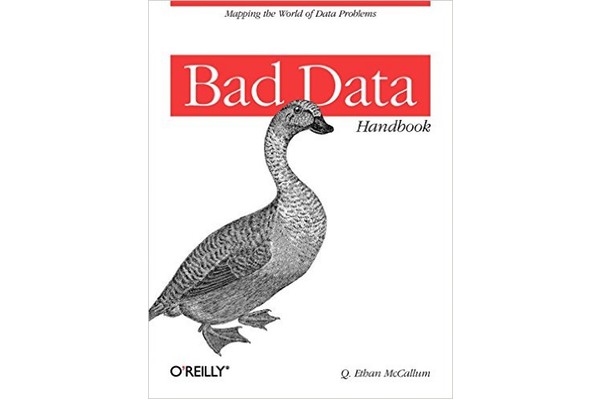 Mapping the World of Data Problems
Bad Data
Handbook
O'REILLY®
Q. Ethan McCallum